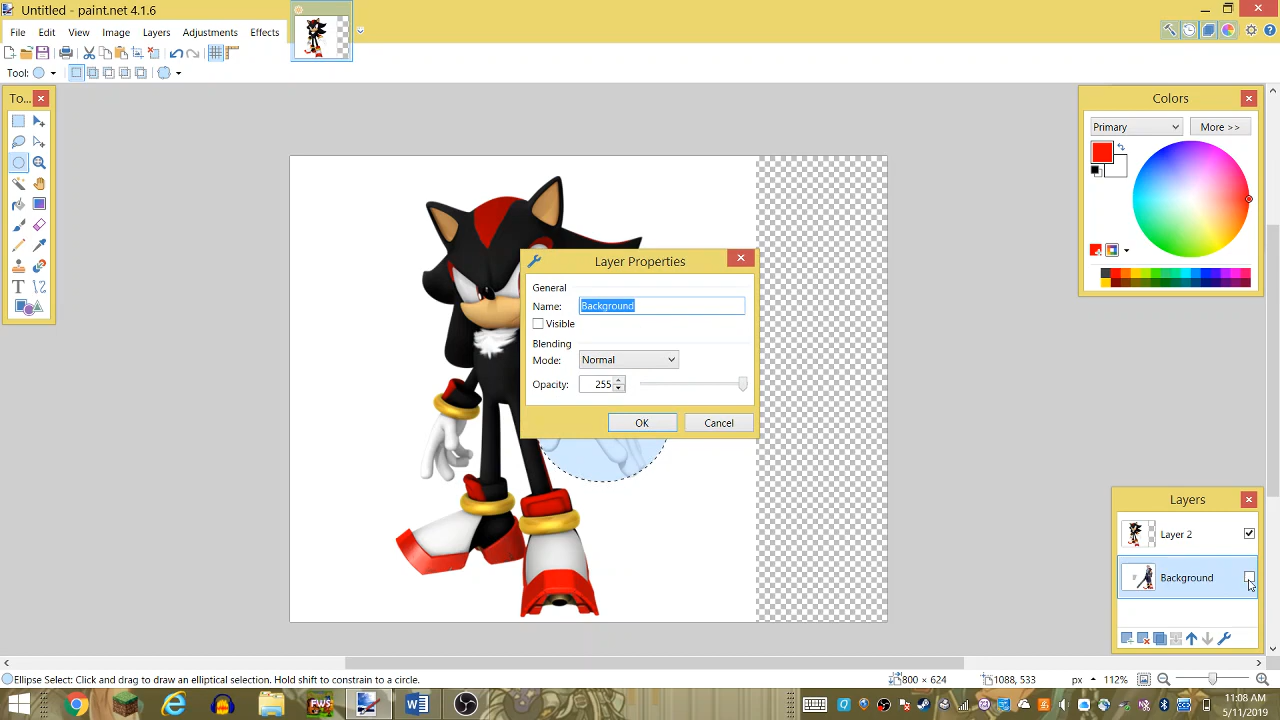 Untitled - paint.net 4.1.6
File Edit View Image Layers Adjustments Effects
Tool:
To...
Colors
Primary
More >>
Layer Properties
General
Name: Background
Visible
Blending
Mode: Normal
Opacity: 255
OK Cancel
Layers
Layer 2
Background
Ellipse Select: Click and drag to draw an elliptical selection. Hold shift to constrain to a circle.
800 × 624
1088, 533
px
112%
FWS
11:08 AM
5/11/2019